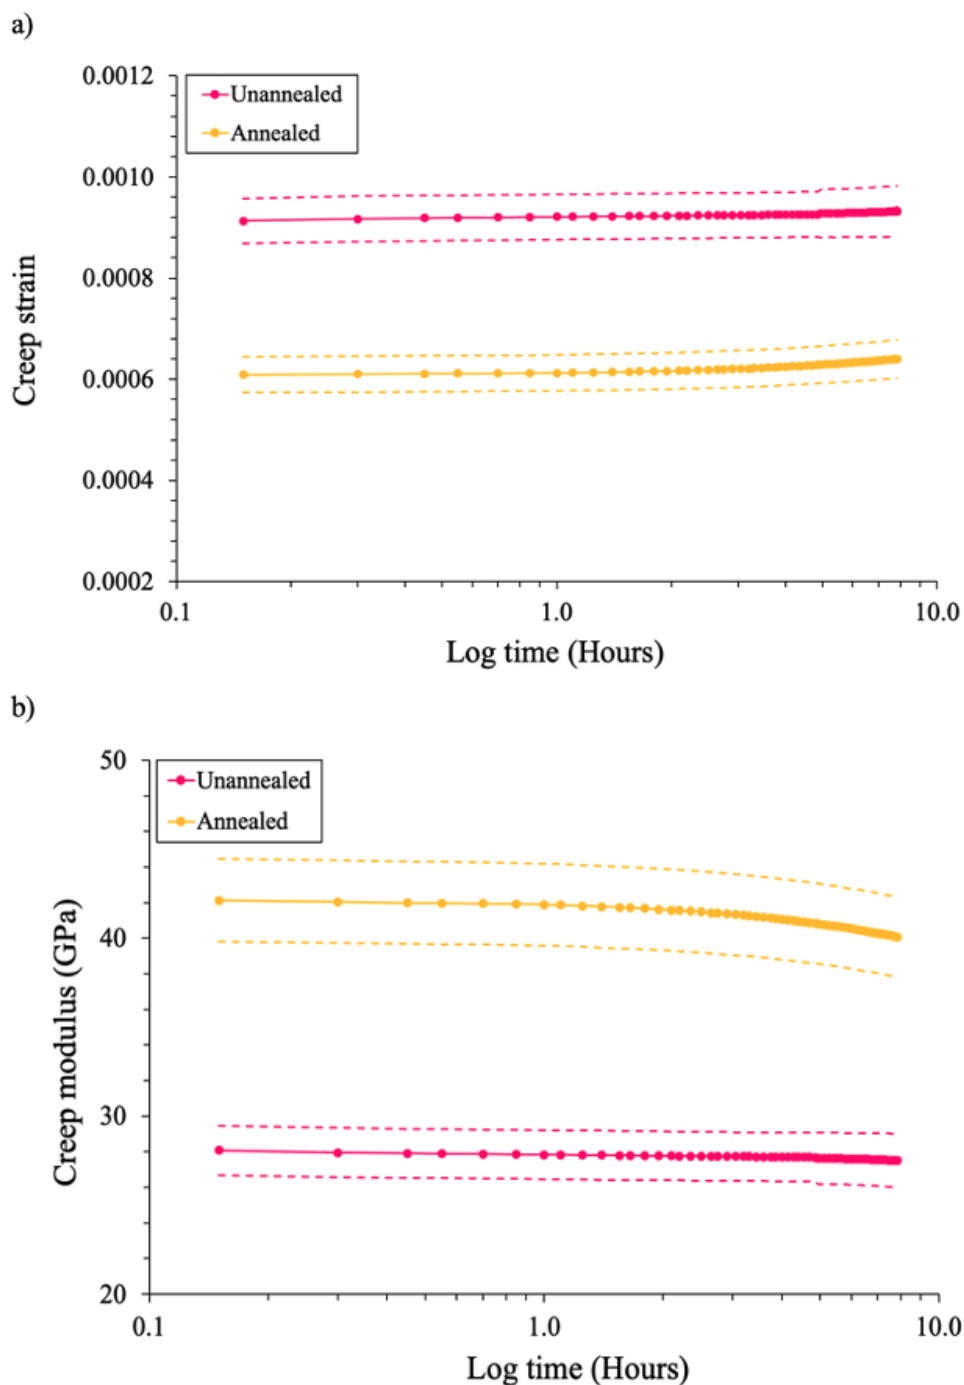 a)
0.0012
Unannealed
Annealed
0.0010
0.0008
Creep strain
0.0006
0.0004
0.0002
0.1 1.0 10.0
Log time (Hours)
b)
50
Unannealed
Annealed
40
Creep modulus (GPa)
30
20
0.1 1.0 10.0
Log time (Hours)